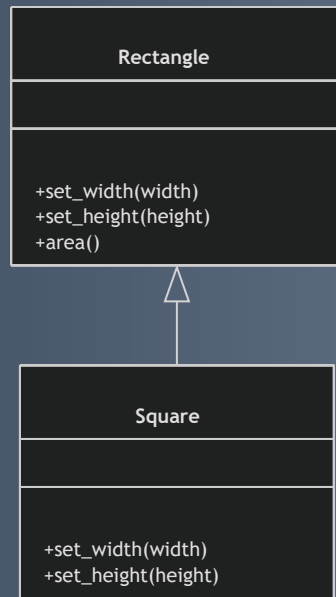 Rectangle
+set_width(width)
+set_height(height)
+area()
Square
+set_width(width)
+set_height(height)